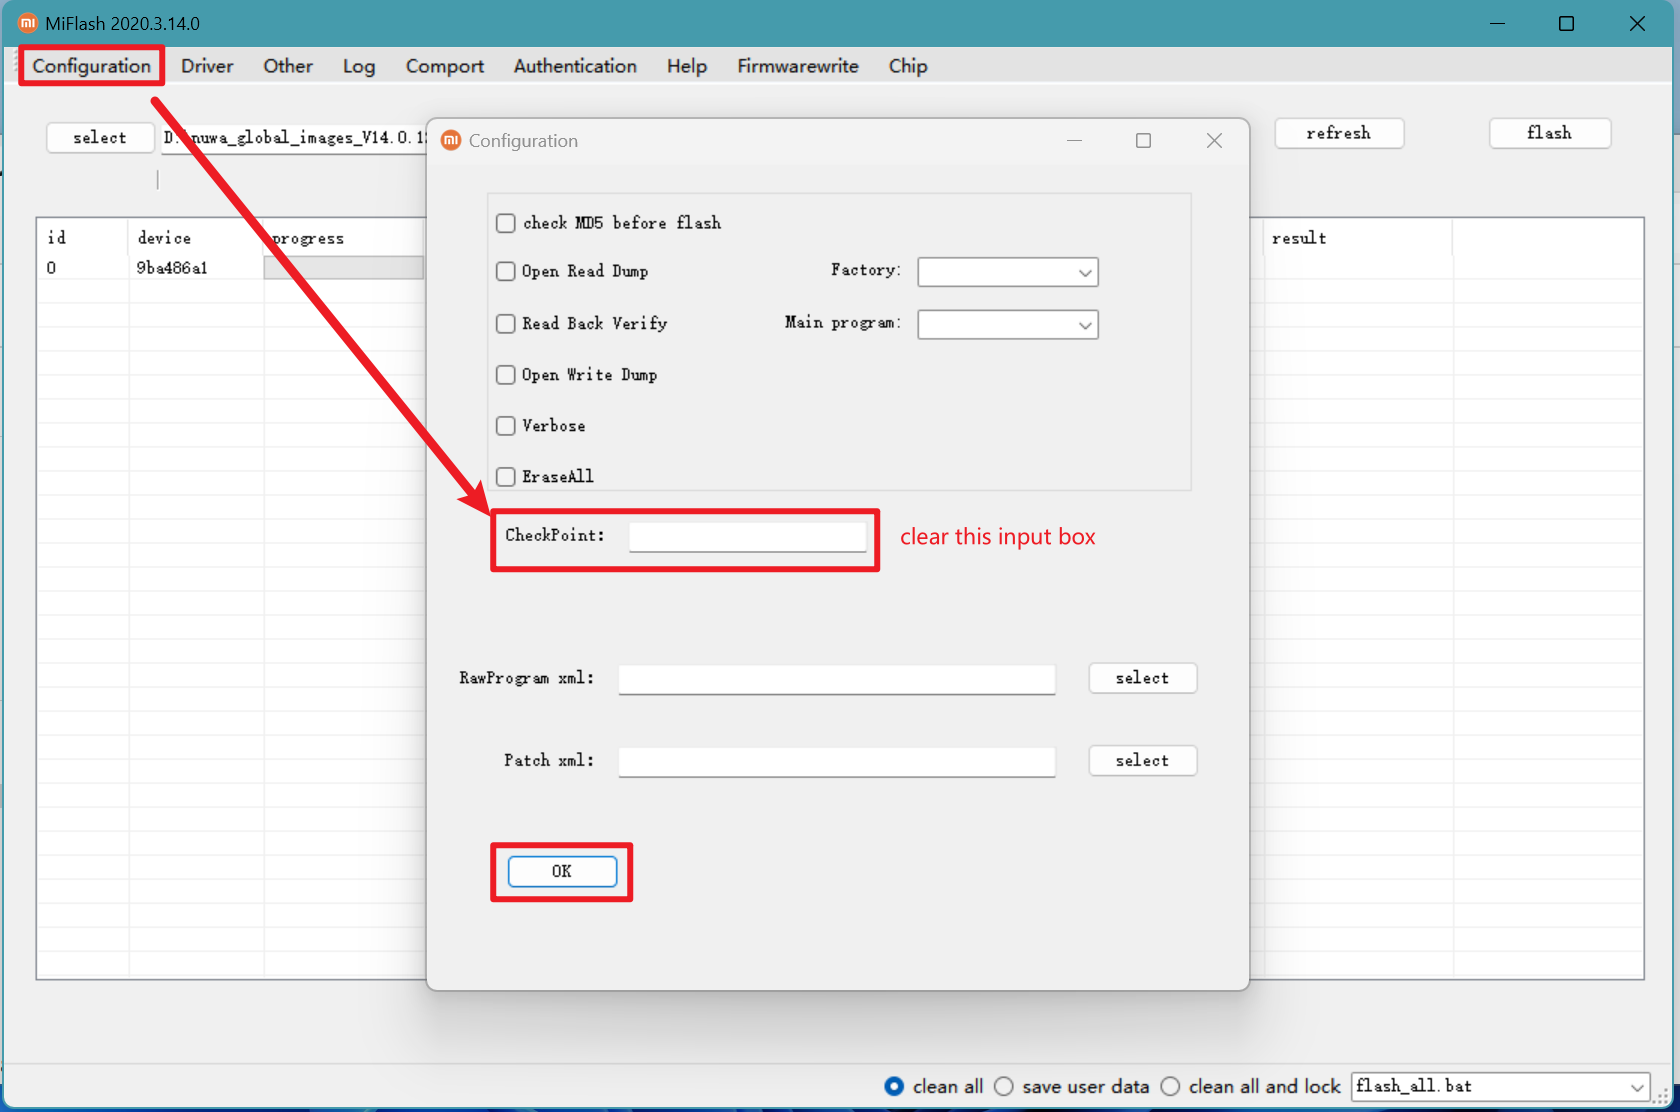 MiFlash 2020.3.14.0
Configuration Driver Other Log Comport Authentication Help Firmwarewrite Chip
select D:\nuwa_global_images_V14.0.1 refresh flash
id device progress result
0 9ba486a1
Configuration
check MD5 before flash
Open Read Dump Factory:
Read Back Verify Main program:
Open Write Dump
Verbose
EraseAll
CheckPoint: clear this input box
RawProgram xml: select
Patch xml: select
OK
clean all save user data clean all and lock flash_all.bat